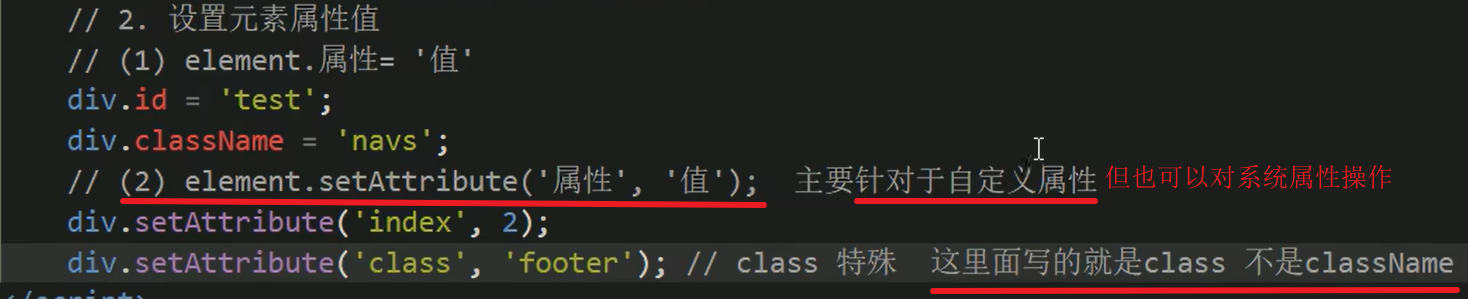 // 2. 设置元素属性值
// (1) element.属性= '值'
div.id = 'test';
div.className = 'navs';
// (2) element.setAttribute('属性', '值'); 主要针对于自定义属性 但也可以对系统属性操作
div.setAttribute('index', 2);
div.setAttribute('class', 'footer'); // class 特殊 这里面写的就是class 不是className
</script>